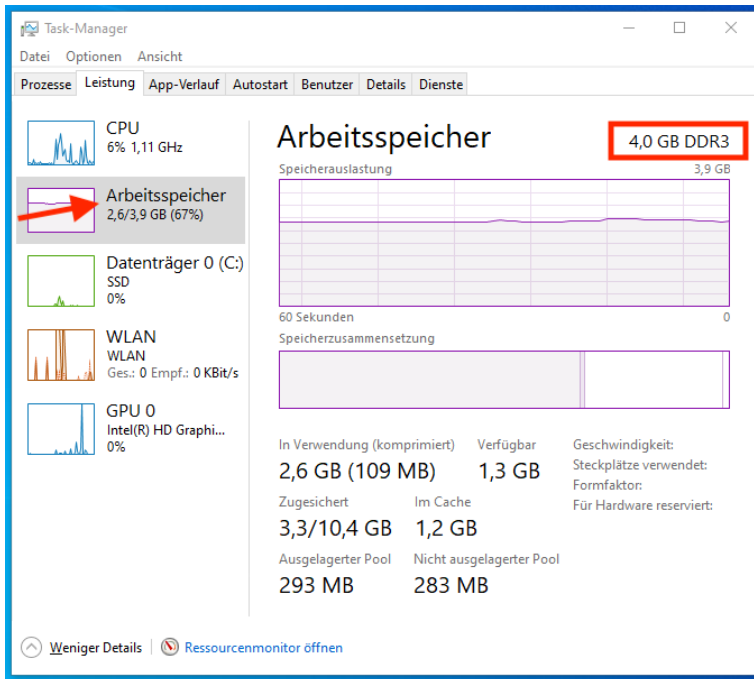 Task-Manager
Datei Optionen Ansicht
Prozesse Leistung App-Verlauf Autostart Benutzer Details Dienste
CPU
6% 1,11 GHz
Arbeitsspeicher
2,6/3,9 GB (67%)
Datenträger 0 (C:)
SSD
0%
WLAN
WLAN
Ges.: 0 Empf.: 0 KBit/s
GPU 0
Intel(R) HD Graphi...
0%
Arbeitsspeicher 4,0 GB DDR3
Speicherauslastung 3,9 GB
60 Sekunden 0
Speicherzusammensetzung
In Verwendung (komprimiert) Verfügbar
2,6 GB (109 MB) 1,3 GB
Zugesichert Im Cache
3,3/10,4 GB 1,2 GB
Ausgelagerter Pool Nicht ausgelagerter Pool
293 MB 283 MB
Geschwindigkeit:
Steckplätze verwendet:
Formfaktor:
Für Hardware reserviert:
Weniger Details Ressourcenmonitor öffnen